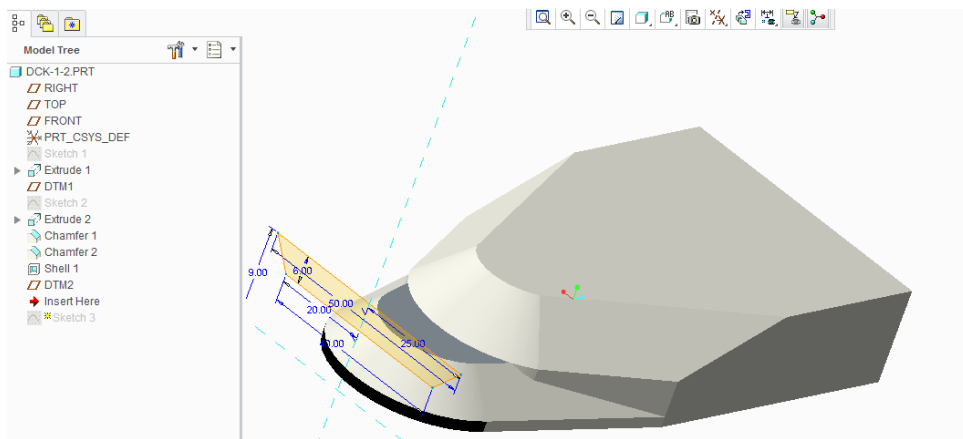 Model Tree
DCK-1-2.PRT
RIGHT
TOP
FRONT
PRT_CSYS_DEF
Sketch 1
Extrude 1
DTM1
Sketch 2
Extrude 2
Chamfer 1
Chamfer 2
Shell 1
DTM2
Insert Here
Sketch 3
9.00
6.00
50.00
20.00
V
25.00